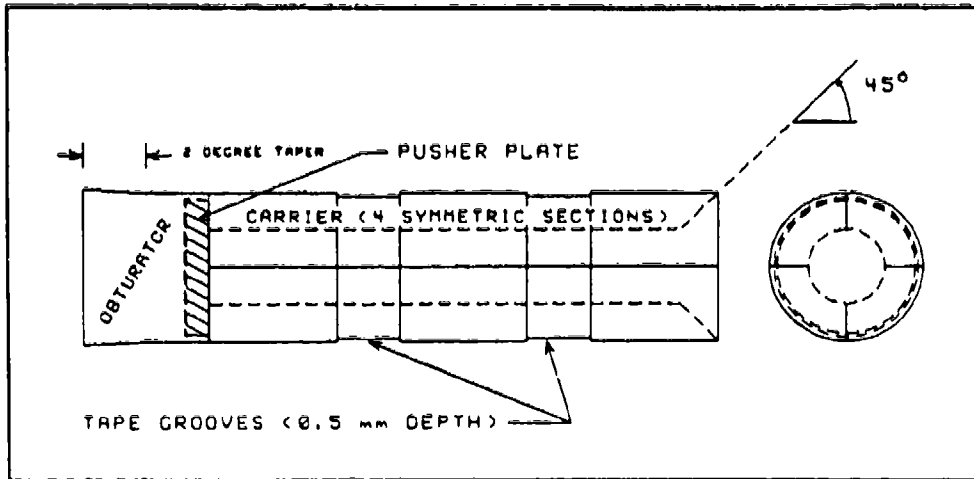 45°
2 DEGREE TAPER
PUSHER PLATE
CARRIER (4 SYMMETRIC SECTIONS)
OBTURATOR
TAPE GROOVES (0.5 mm DEPTH)